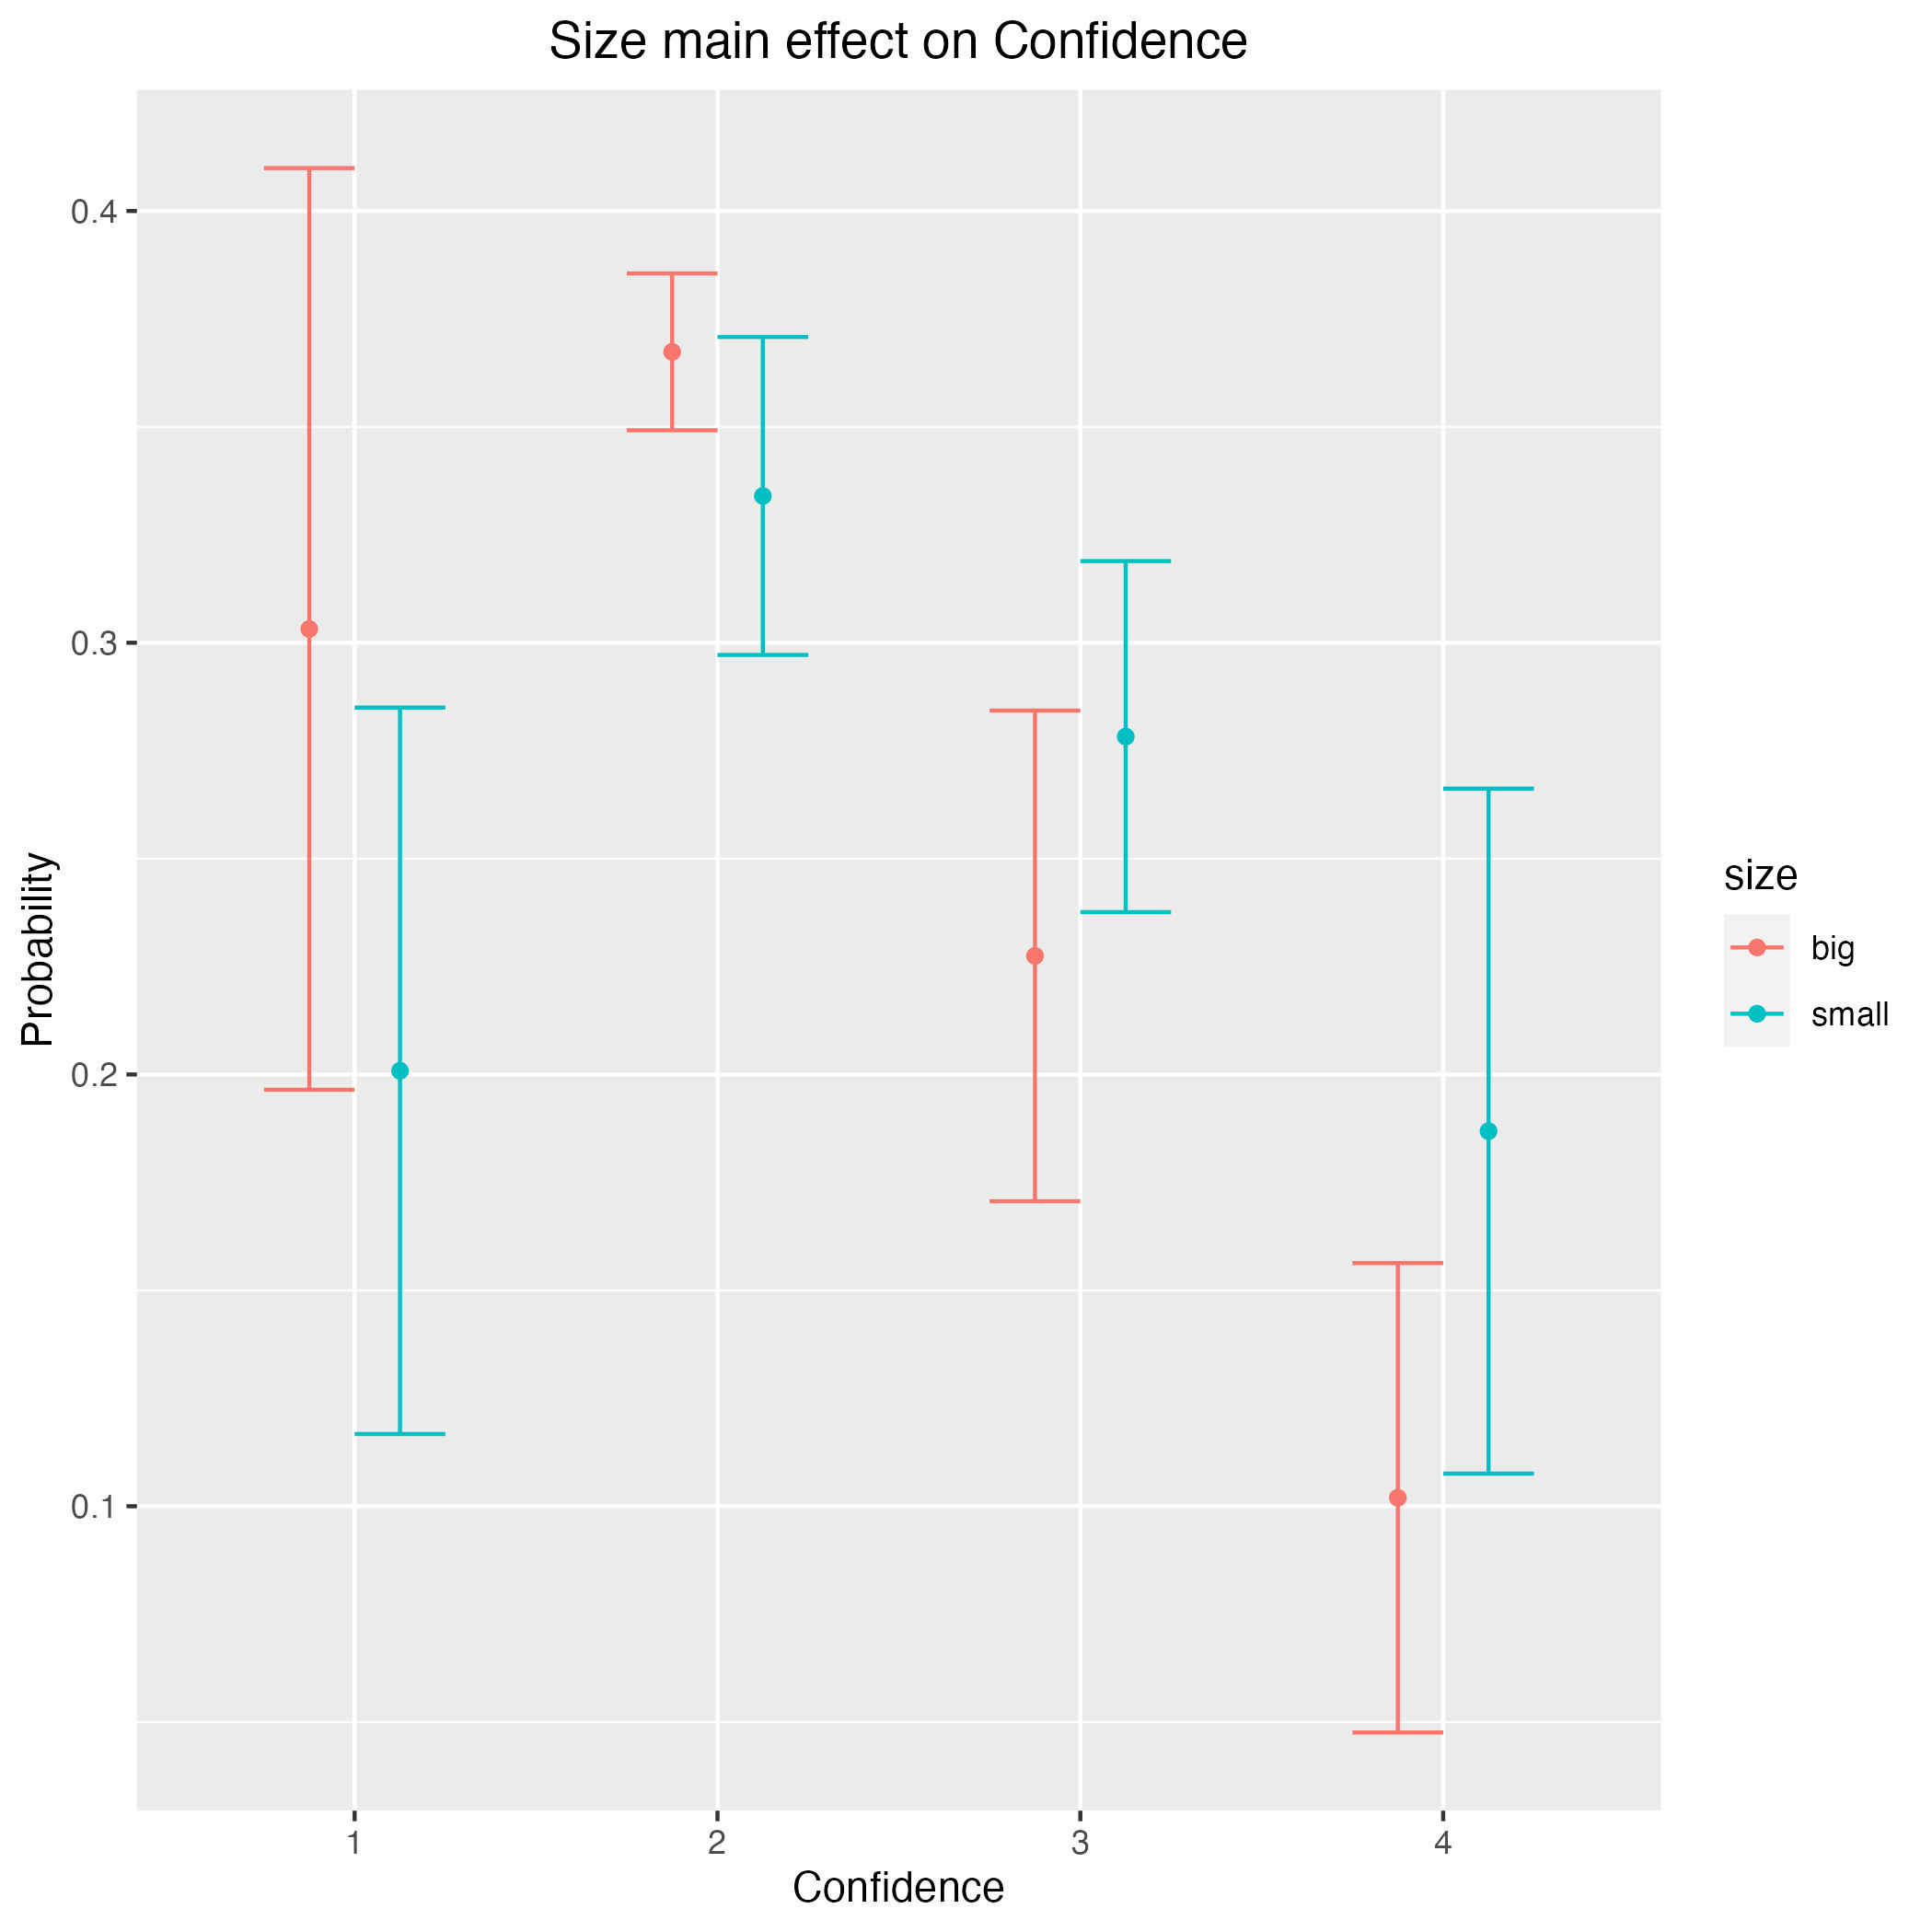 Size main effect on Confidence
Probability
0.4
0.3
0.2
0.1
1 2 3 4
Confidence
size
big
small